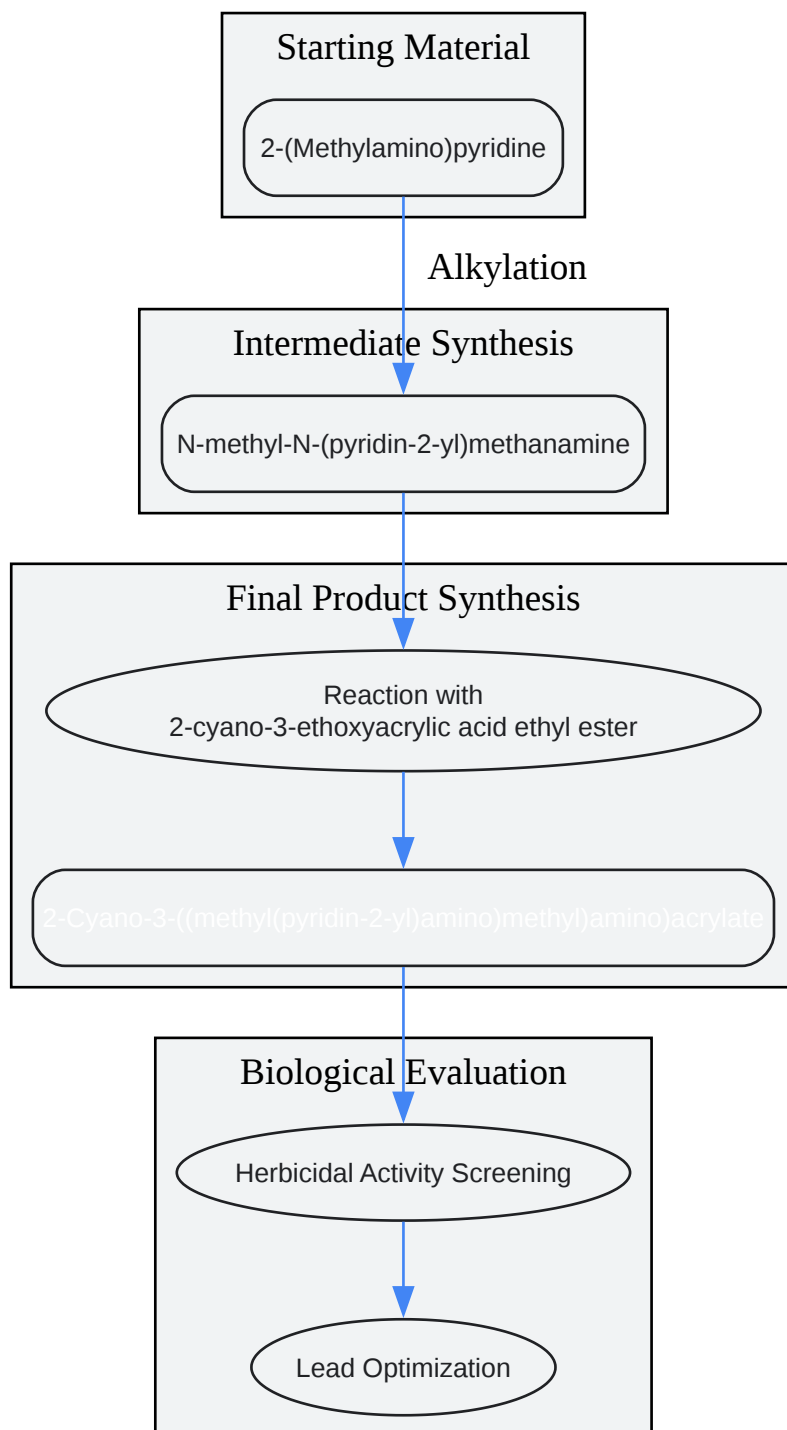 Starting Material
2-(Methylamino)pyridine
Alkylation
Intermediate Synthesis
N-methyl-N-(pyridin-2-yl)methanamine
Final Product Synthesis
Reaction with
2-cyano-3-ethoxyacrylic acid ethyl ester
2-Cyano-3-((methyl(pyridin-2-yl)amino)methyl)amino)acrylate
Biological Evaluation
Herbicidal Activity Screening
Lead Optimization